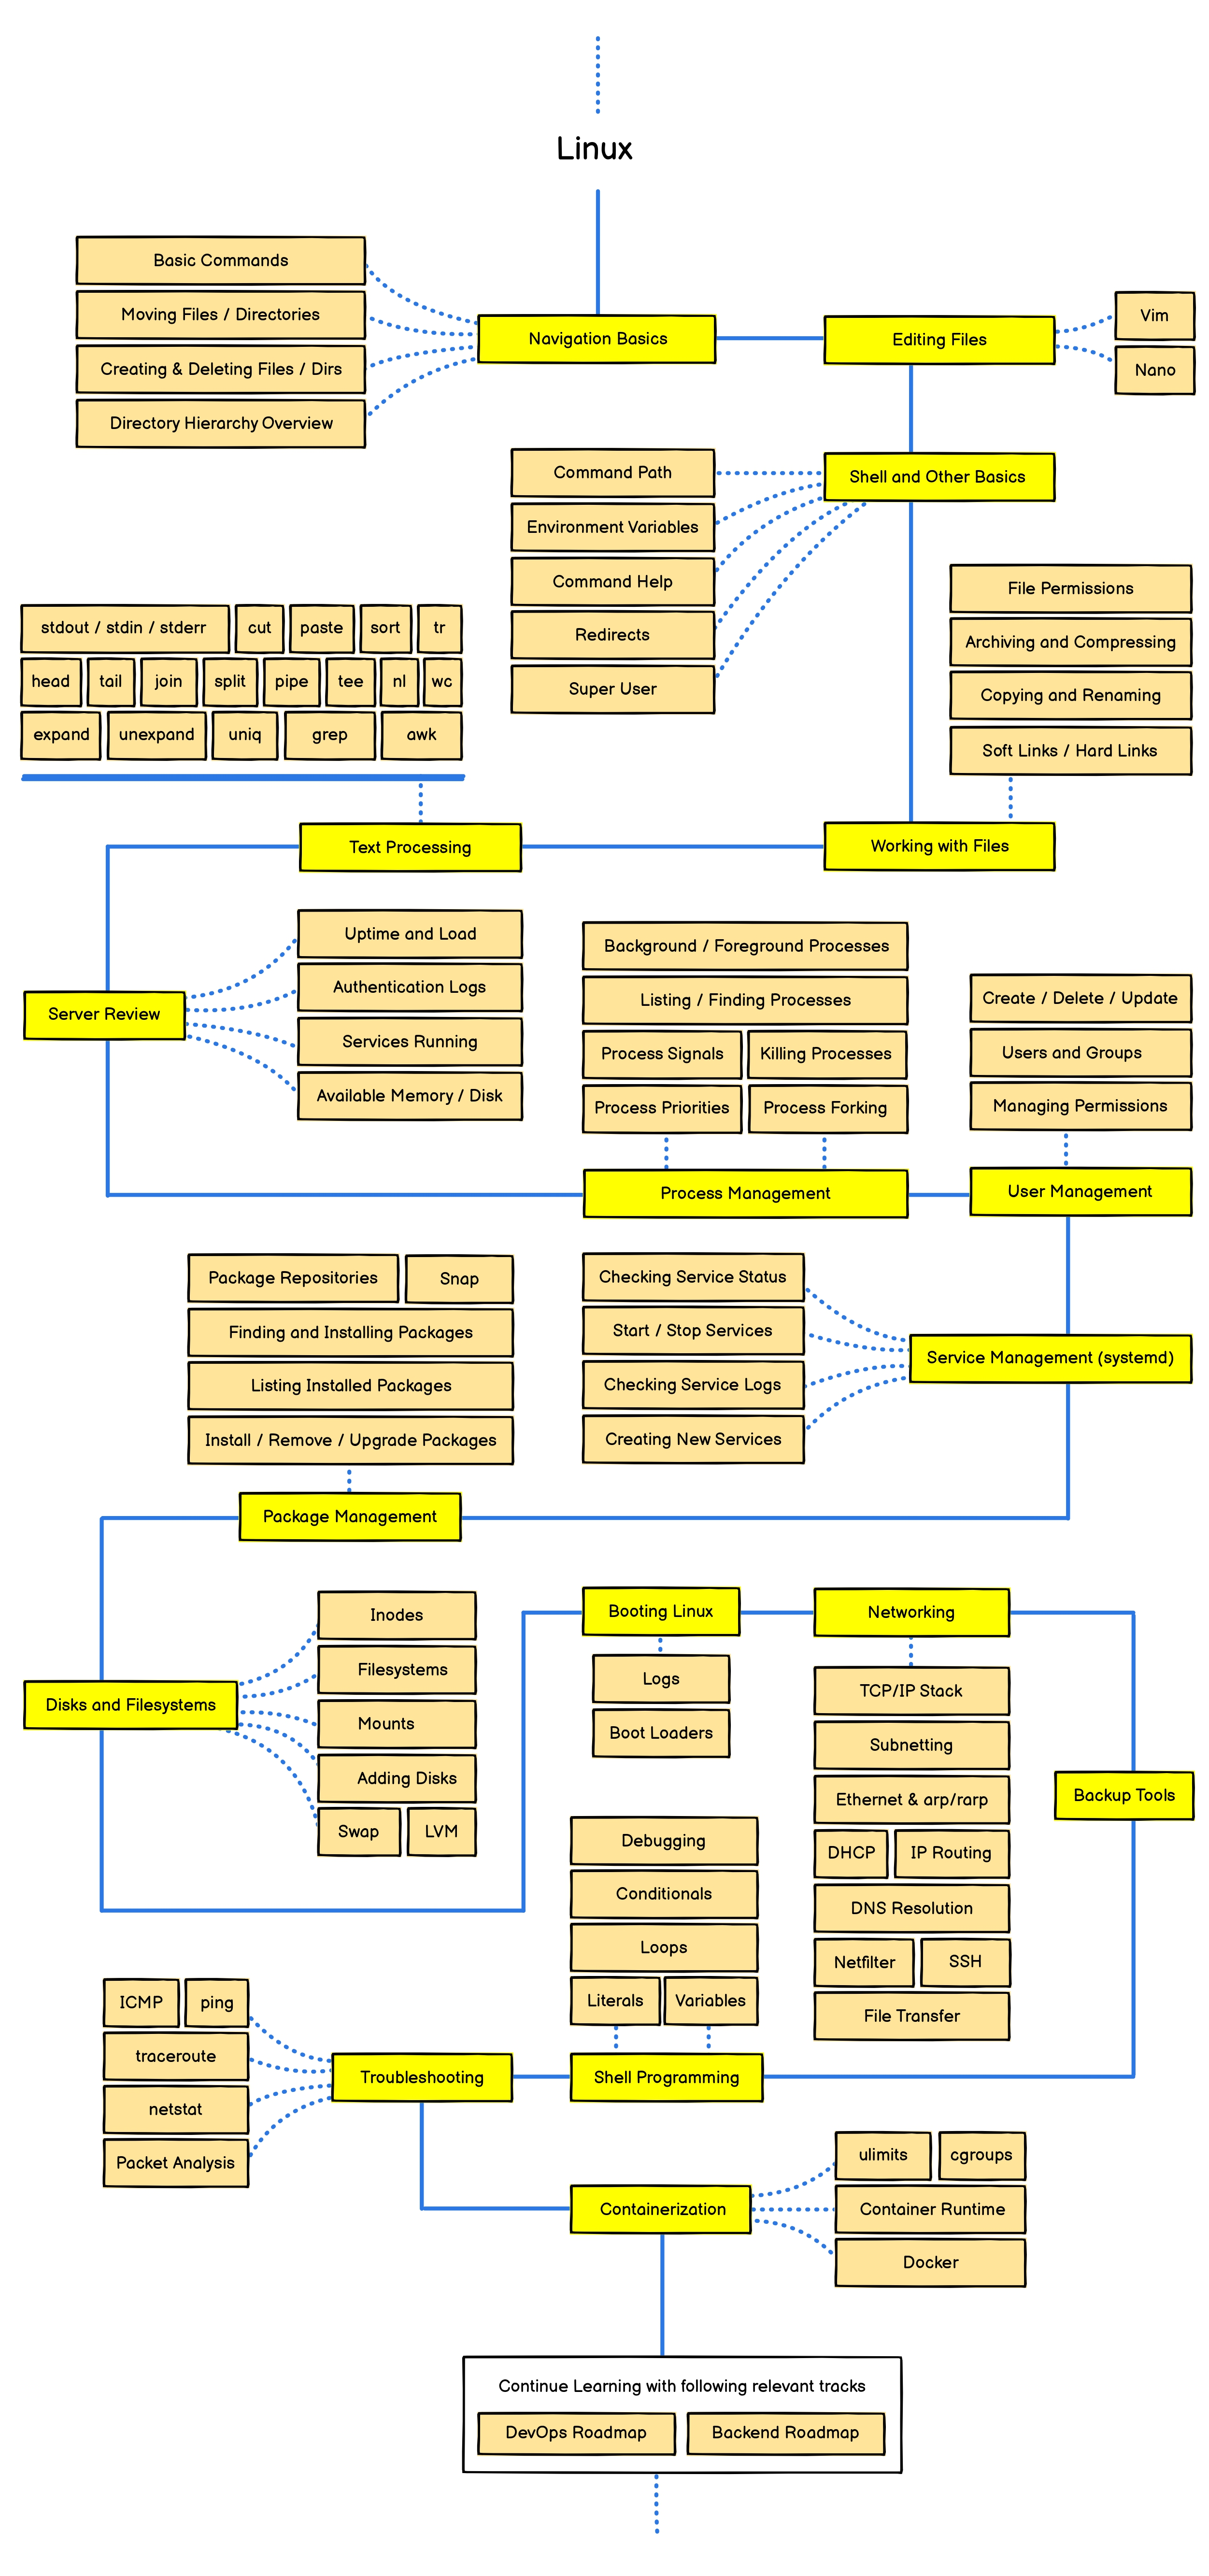 Linux
Basic Commands
Moving Files / Directories
Creating & Deleting Files / Dirs
Directory Hierarchy Overview
Navigation Basics
Editing Files
Vim
Nano
Shell and Other Basics
Command Path
Environment Variables
Command Help
Redirects
Super User
File Permissions
Archiving and Compressing
Copying and Renaming
Soft Links / Hard Links
Working with Files
stdout / stdin / stderr
cut
paste
sort
tr
head
tail
join
split
pipe
tee
nl
wc
expand
unexpand
uniq
grep
awk
Text Processing
Server Review
Uptime and Load
Authentication Logs
Services Running
Available Memory / Disk
Background / Foreground Processes
Listing / Finding Processes
Process Signals
Killing Processes
Process Priorities
Process Forking
Process Management
Create / Delete / Update
Users and Groups
Managing Permissions
User Management
Checking Service Status
Start / Stop Services
Checking Service Logs
Creating New Services
Service Management (systemd)
Package Repositories
Snap
Finding and Installing Packages
Listing Installed Packages
Install / Remove / Upgrade Packages
Package Management
Disks and Filesystems
Inodes
Filesystems
Mounts
Adding Disks
Swap
LVM
Booting Linux
Logs
Boot Loaders
Networking
TCP/IP Stack
Subnetting
Ethernet & arp/rarp
DHCP
IP Routing
DNS Resolution
Netfilter
SSH
File Transfer
Backup Tools
Debugging
Conditionals
Loops
Literals
Variables
Shell Programming
Troubleshooting
ICMP
ping
traceroute
netstat
Packet Analysis
Containerization
ulimits
cgroups
Container Runtime
Docker
Continue Learning with following relevant tracks
DevOps Roadmap
Backend Roadmap